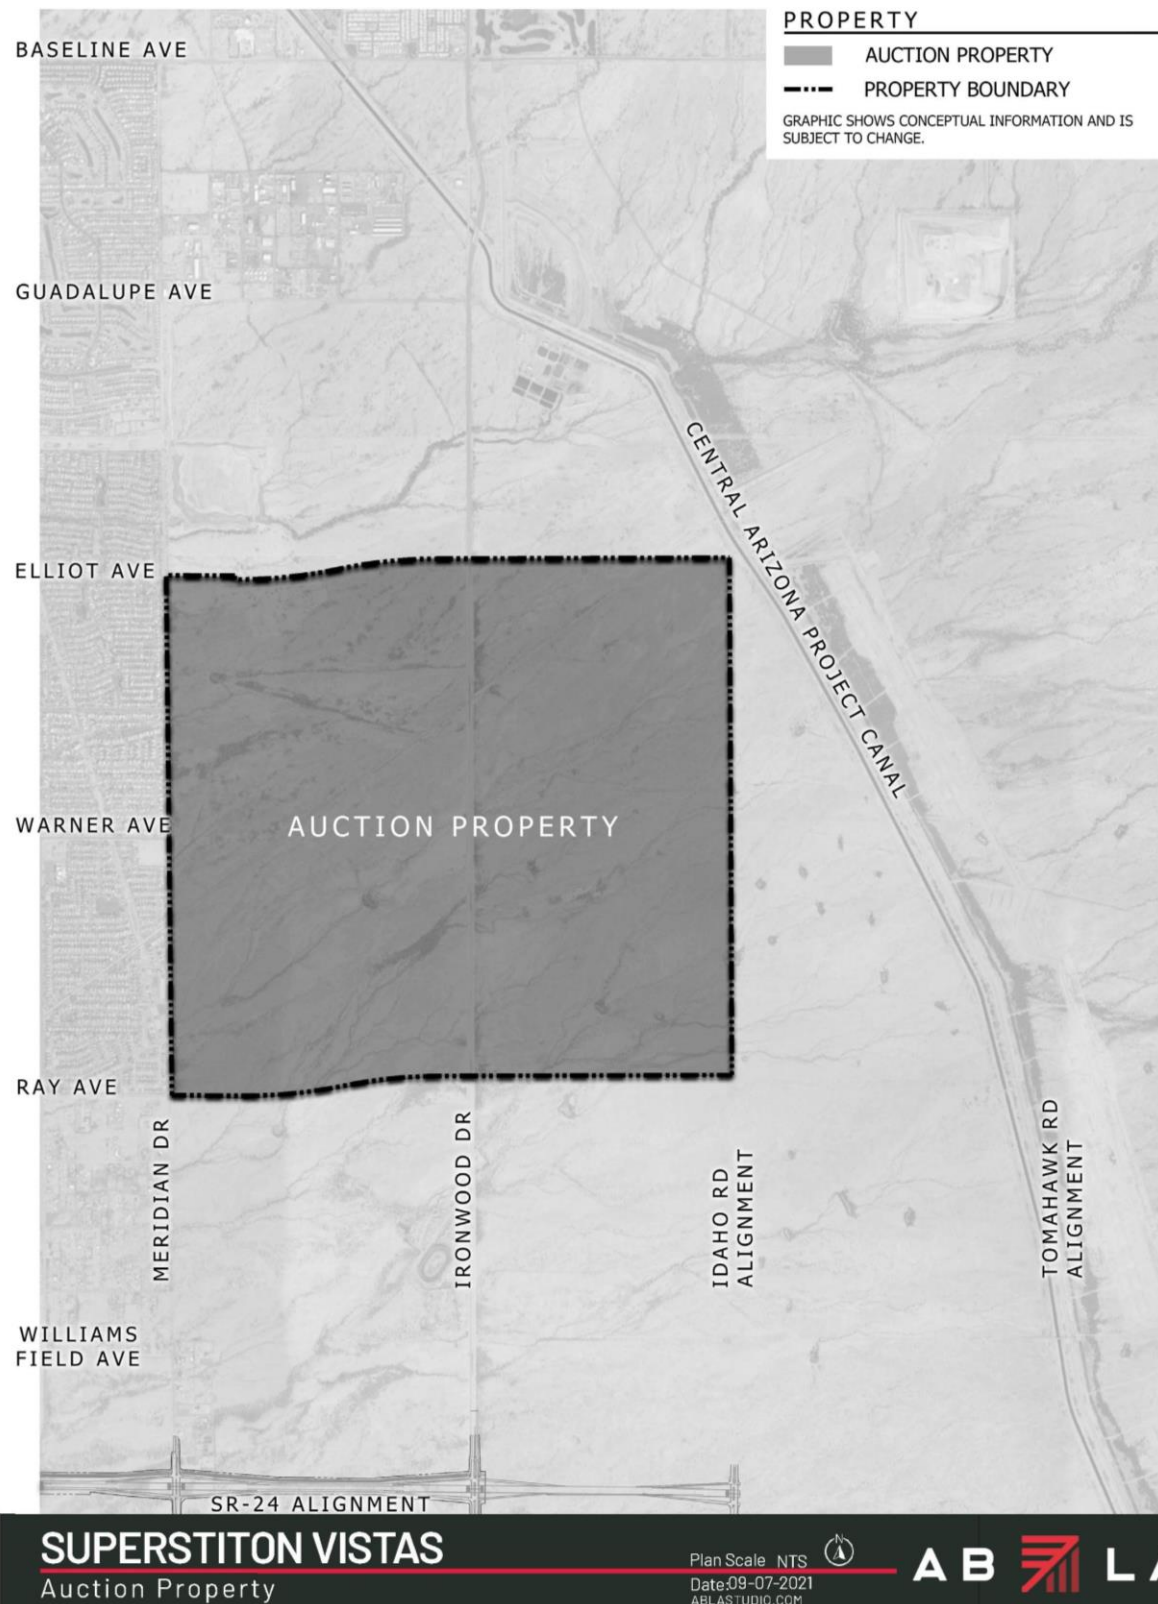 PROPERTY
AUCTION PROPERTY
PROPERTY BOUNDARY
GRAPHIC SHOWS CONCEPTUAL INFORMATION AND IS
SUBJECT TO CHANGE.
BASELINE AVE
GUADALUPE AVE
CENTRAL ARIZONA PROJECT CANAL
ELLIOT AVE
WARNER AVE
AUCTION PROPERTY
RAY AVE
MERIDIAN DR
IRONWOOD DR
IDAHO RD
ALIGNMENT
TOMAHAWK RD
ALIGNMENT
WILLIAMS
FIELD AVE
SR-24 ALIGNMENT
SUPERSTITON VISTAS
Auction Property
Plan Scale NTS
N
Date:09-07-2021
ABLASTUDIO.COM
AB LA